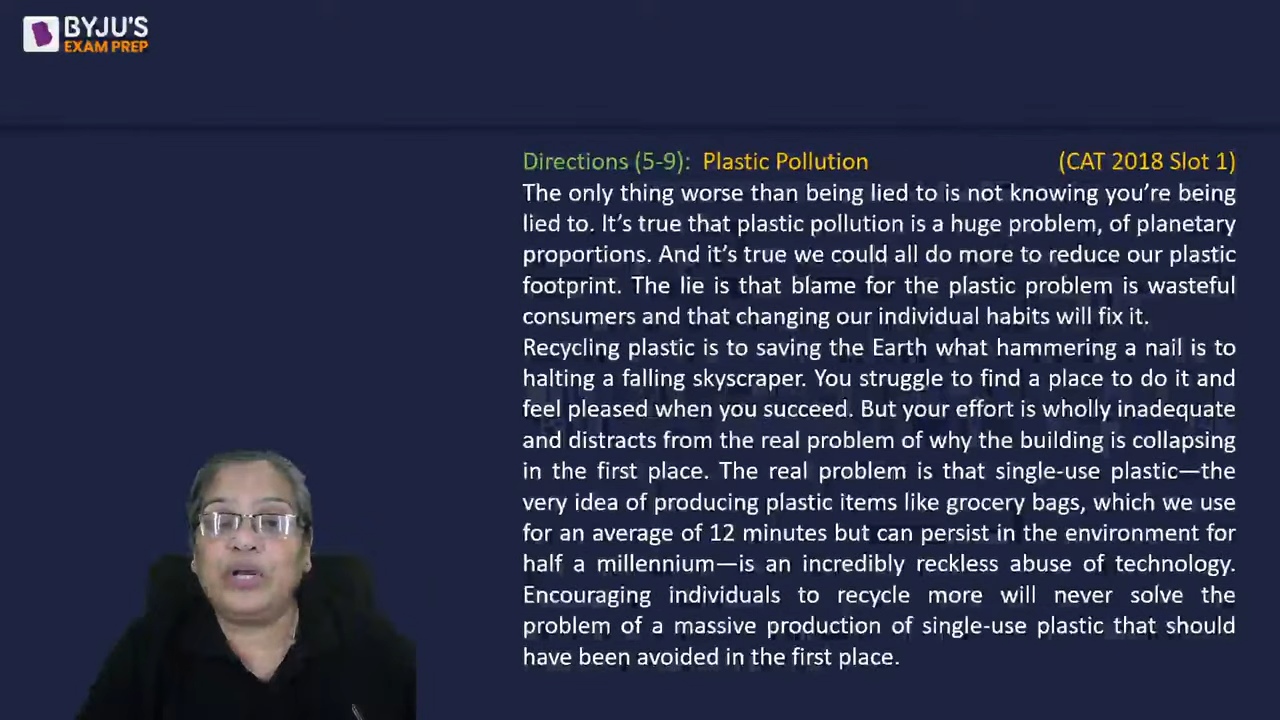 BYJU'S
EXAM PREP
Directions (5-9): Plastic Pollution (CAT 2018 Slot 1)
The only thing worse than being lied to is not knowing you’re being
lied to. It’s true that plastic pollution is a huge problem, of planetary
proportions. And it’s true we could all do more to reduce our plastic
footprint. The lie is that blame for the plastic problem is wasteful
consumers and that changing our individual habits will fix it.
Recycling plastic is to saving the Earth what hammering a nail is to
halting a falling skyscraper. You struggle to find a place to do it and
feel pleased when you succeed. But your effort is wholly inadequate
and distracts from the real problem of why the building is collapsing
in the first place. The real problem is that single-use plastic—the
very idea of producing plastic items like grocery bags, which we use
for an average of 12 minutes but can persist in the environment for
half a millennium—is an incredibly reckless abuse of technology.
Encouraging individuals to recycle more will never solve the
problem of a massive production of single-use plastic that should
have been avoided in the first place.